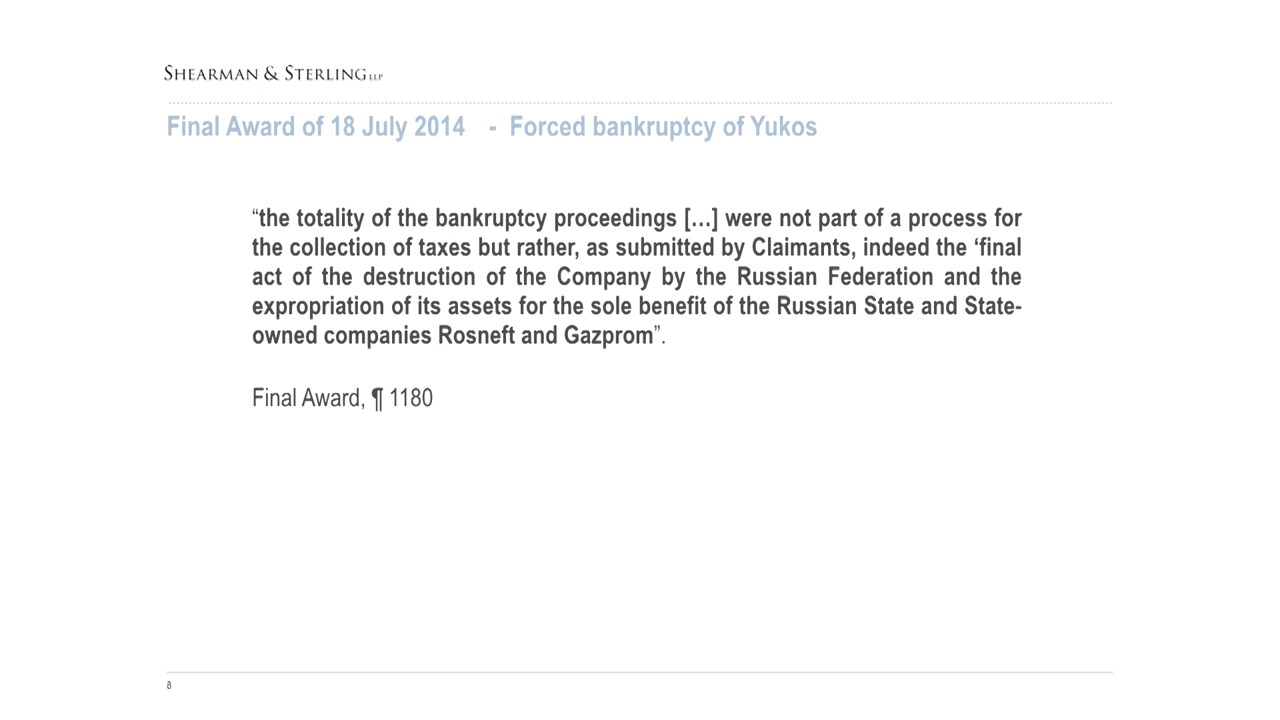 SHEARMAN & STERLING LLP
Final Award of 18 July 2014 - Forced bankruptcy of Yukos
“the totality of the bankruptcy proceedings […] were not part of a process for
the collection of taxes but rather, as submitted by Claimants, indeed the ‘final
act of the destruction of the Company by the Russian Federation and the
expropriation of its assets for the sole benefit of the Russian State and State-
owned companies Rosneft and Gazprom”.
Final Award, ¶ 1180
8